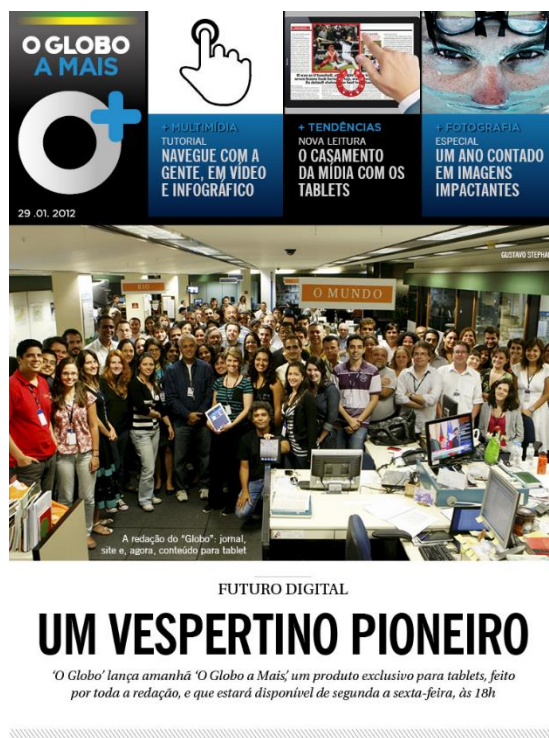 O GLOBO
A MAIS
29 .01. 2012
+ MULTIMÍDIA
TUTORIAL
NAVEGUE COM A
GENTE, EM VÍDEO
E INFOGRÁFICO
+ TENDÊNCIAS
NOVA LEITURA
O CASAMENTO
DA MÍDIA COM OS
TABLETS
+ FOTOGRAFIA
ESPECIAL
UM ANO CONTADO
EM IMAGENS
IMPACTANTES
GUSTAVO STEPHAN
RIO
O MUNDO
A redação do "Globo": jornal,
site e, agora, conteúdo para tablet
FUTURO DIGITAL
UM VESPERTINO PIONEIRO
'O Globo' lança amanhã 'O Globo a Mais', um produto exclusivo para tablets, feito
por toda a redação, e que estará disponível de segunda a sexta-feira, às 18h